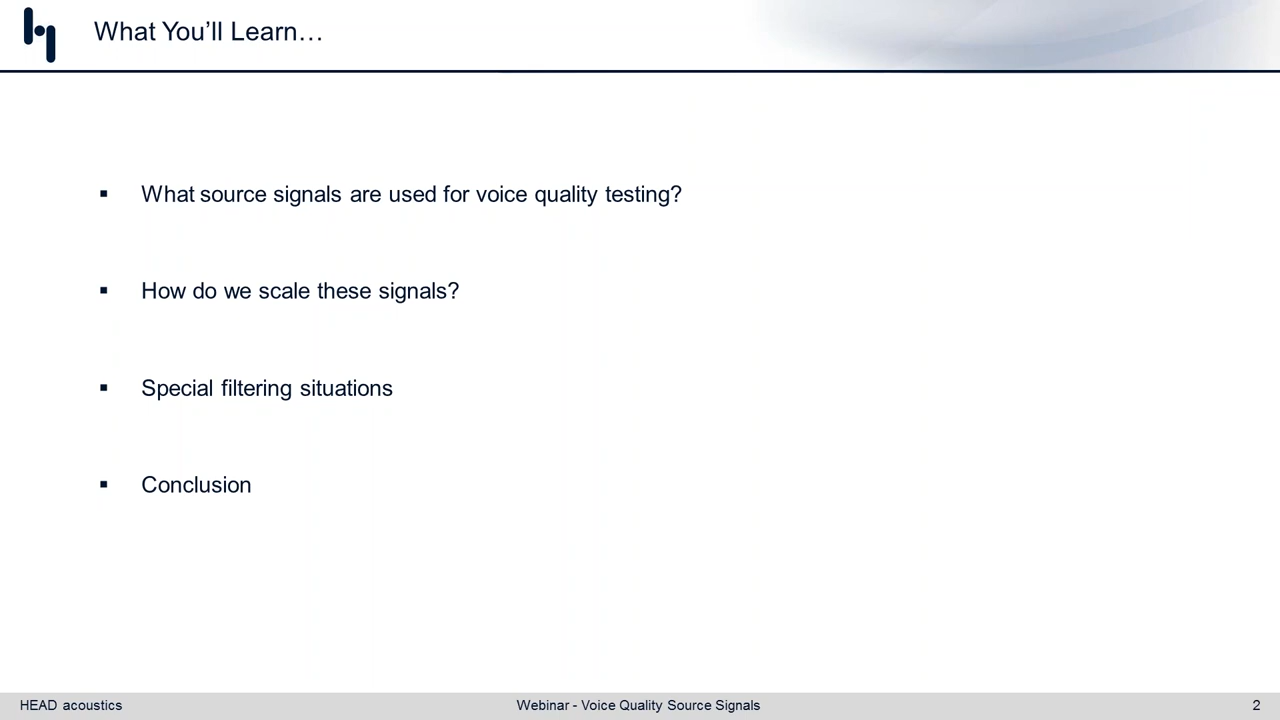 What You’ll Learn…
▪ What source signals are used for voice quality testing?
▪ How do we scale these signals?
▪ Special filtering situations
▪ Conclusion
HEAD acoustics
Webinar - Voice Quality Source Signals
2